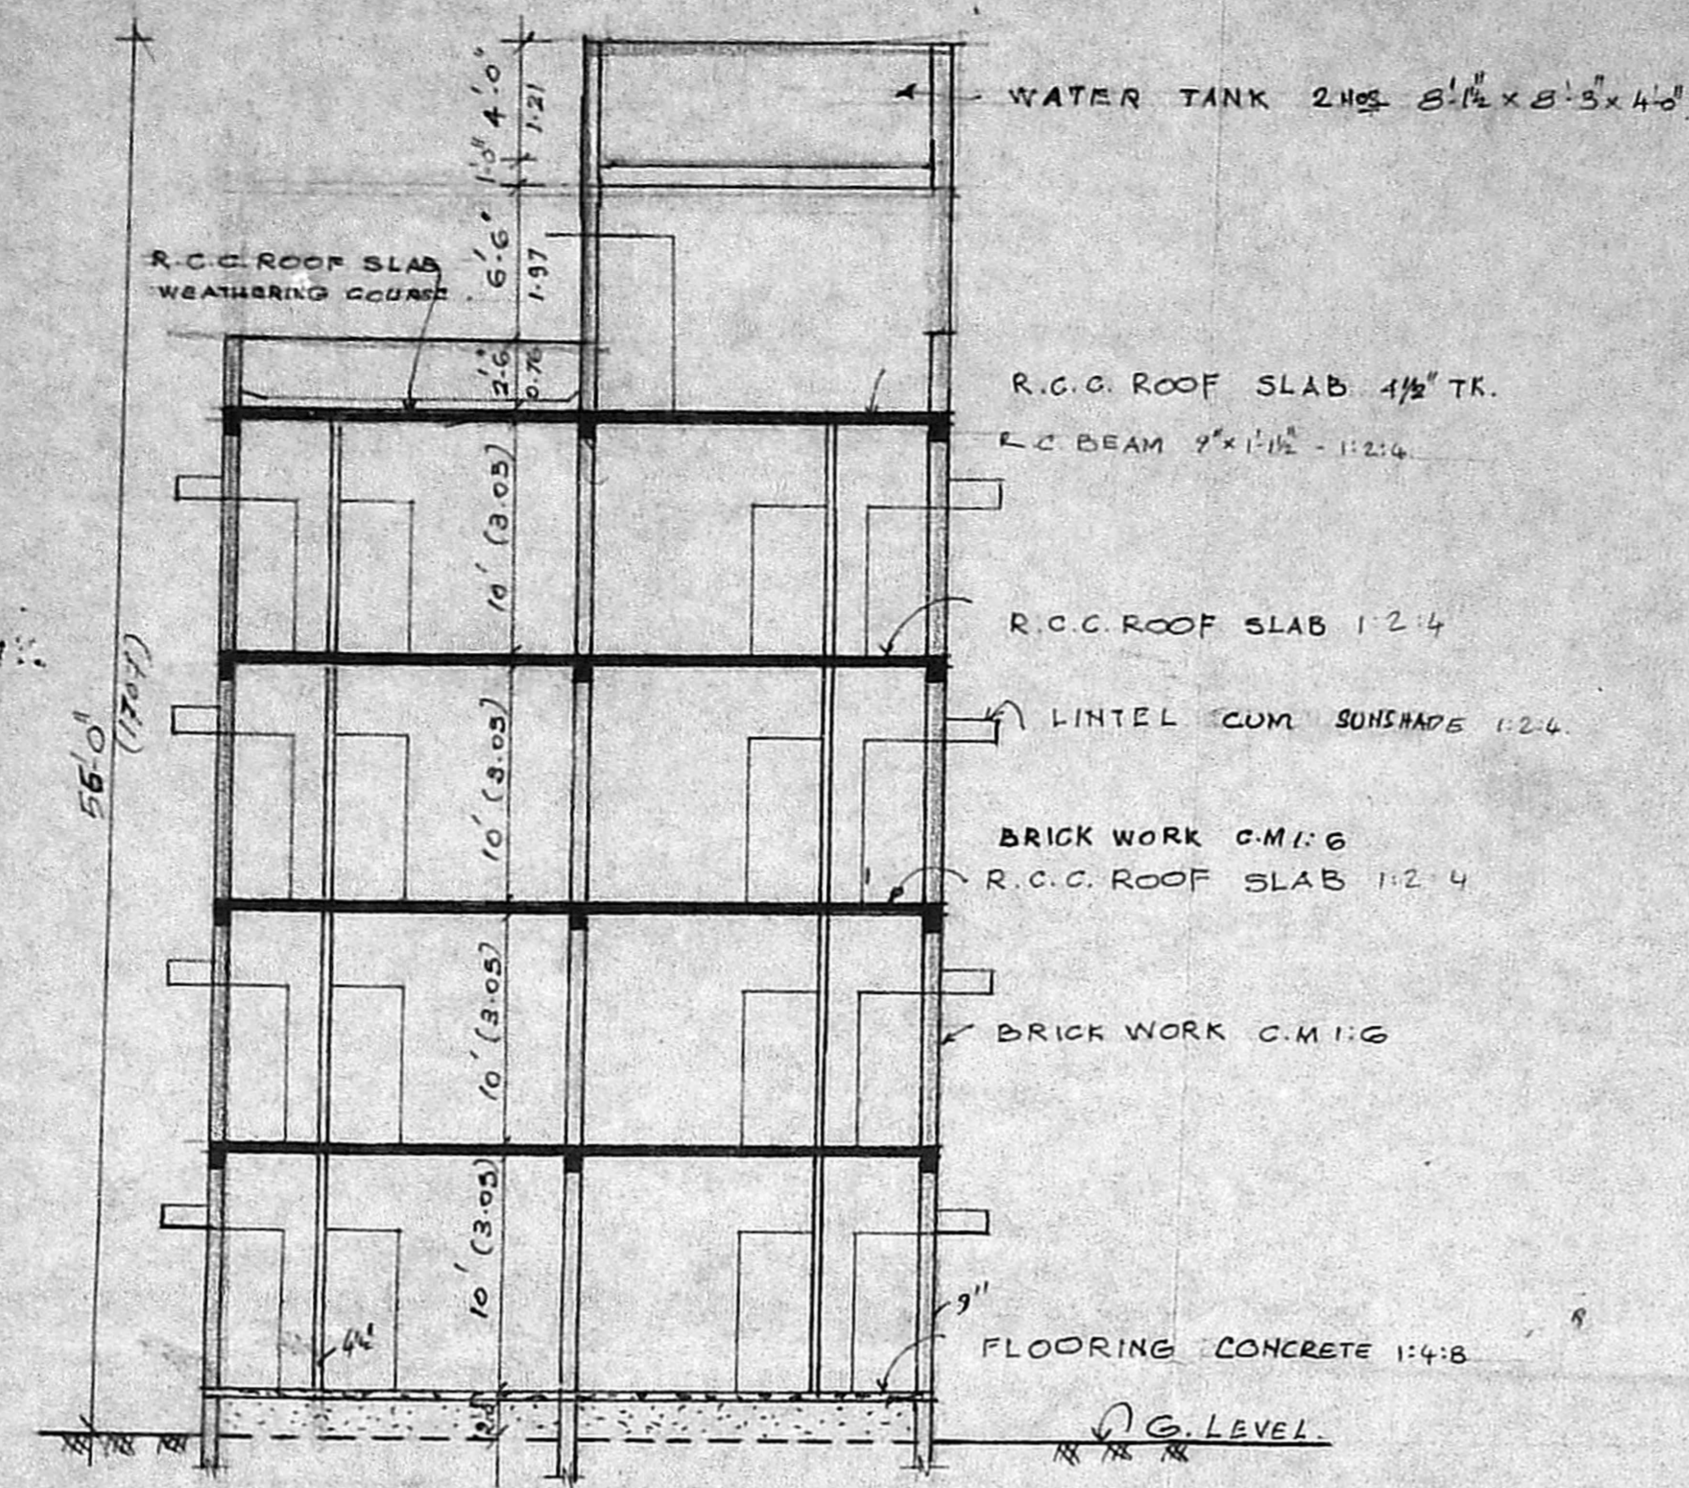 WATER TANK 2 NOS 8'-1½" x 8'-3" x 4'-0"
4'-0"
1.21
1'-0"
6'-6"
1.97
R.C.C. ROOF SLAB
WEATHERING COURSE.
2'-6"
0.76
R.C.C. ROOF SLAB 4½" TK.
R.C BEAM 9" x 1'-1½" - 1:2:4
10' (3.05)
R.C.C. ROOF SLAB 1:2:4
56'-0"
LINTEL CUM SUNSHADE 1:2:4.
10' (3.05)
BRICK WORK C.M 1:6
R.C.C. ROOF SLAB 1:2:4
10' (3.05)
BRICK WORK C.M 1:6
10' (3.05)
9"
4½"
FLOORING CONCRETE 1:4:8
G. LEVEL.